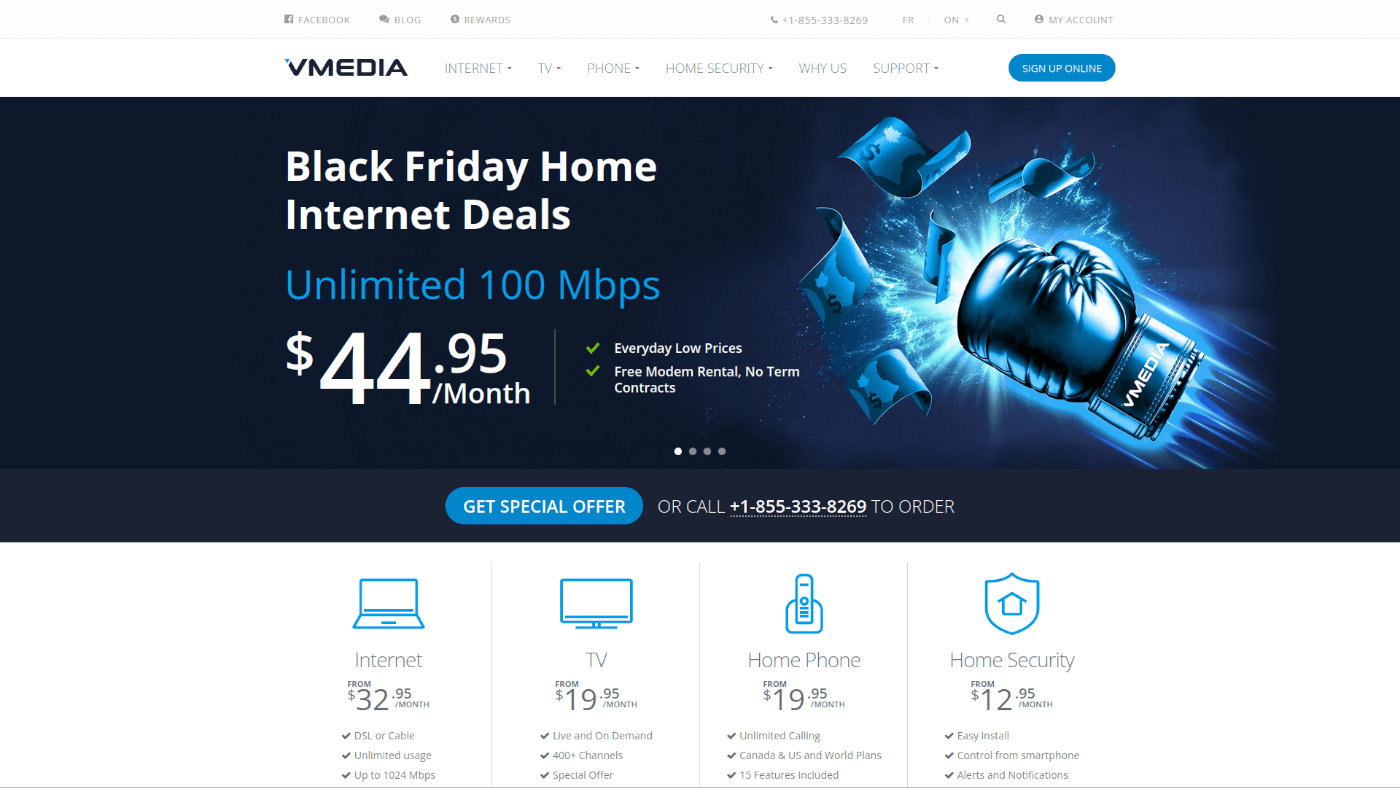 FACEBOOK BLOG REWARDS +1-855-333-8269 FR ON MY ACCOUNT
VMEDIA INTERNET TV PHONE HOME SECURITY WHY US SUPPORT SIGN UP ONLINE
Black Friday Home
Internet Deals
Unlimited 100 Mbps
$44.95/Month
Everyday Low Prices
Free Modem Rental, No Term
Contracts
VMEDIA
GET SPECIAL OFFER OR CALL +1-855-333-8269 TO ORDER
Internet
FROM
$32.95/MONTH
DSL or Cable
Unlimited usage
Up to 1024 Mbps
TV
FROM
$19.95/MONTH
Live and On Demand
400+ Channels
Special Offer
Home Phone
FROM
$19.95/MONTH
Unlimited Calling
Canada & US and World Plans
15 Features Included
Home Security
FROM
$12.95/MONTH
Easy Install
Control from smartphone
Alerts and Notifications